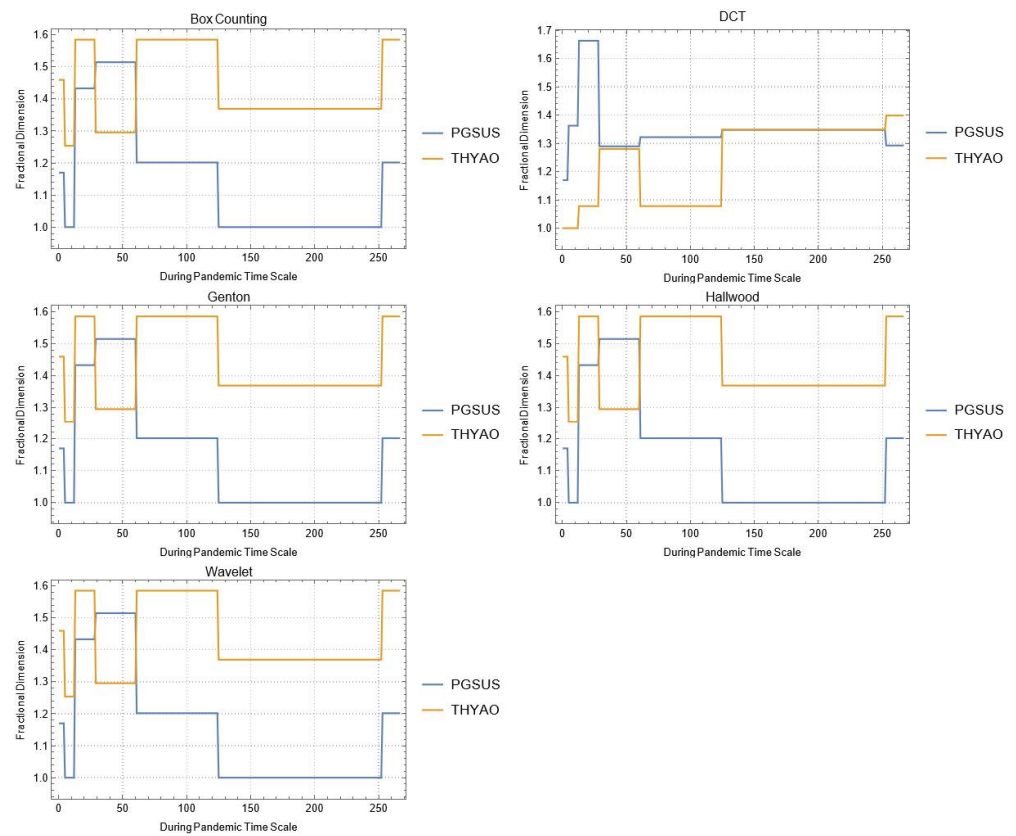 Box Counting
1.6
1.5
1.4
1.3
1.2
1.1
1.0
Fractional Dimension
0 50 100 150 200 250
During Pandemic Time Scale
PGSUS
THYAO
DCT
1.7
1.6
1.5
1.4
1.3
1.2
1.1
1.0
Fractional Dimension
0 50 100 150 200 250
During Pandemic Time Scale
PGSUS
THYAO
Genton
1.6
1.5
1.4
1.3
1.2
1.1
1.0
Fractional Dimension
0 50 100 150 200 250
During Pandemic Time Scale
PGSUS
THYAO
Hallwood
1.6
1.5
1.4
1.3
1.2
1.1
1.0
Fractional Dimension
0 50 100 150 200 250
During Pandemic Time Scale
PGSUS
THYAO
Wavelet
1.6
1.5
1.4
1.3
1.2
1.1
1.0
Fractional Dimension
0 50 100 150 200 250
During Pandemic Time Scale
PGSUS
THYAO